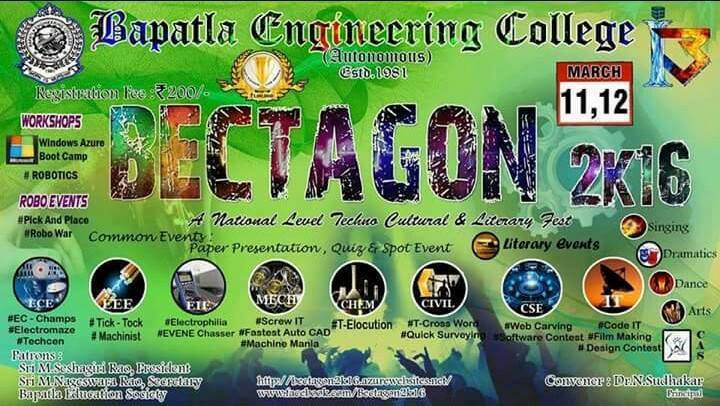 Bapatla Engineering College
(Autonomous)
Estd.1981
Registration Fee : ₹200/-
MARCH
11,12
WORKSHOPS
Windows Azure
Boot Camp
# ROBOTICS
BECTAGON 2K16
A National Level Techno Cultural & Literary Fest
ROBO EVENTS
#Pick And Place
#Robo War
Common Events :
Paper Presentation , Quiz & Spot Event
Literary Events
Singing
Dramatics
Dance
Arts
CAS
ECE
#EC - Champs
#Electromaze
#Techcen
EEE
# Tick - Tock
# Machinist
EIE
#Electrophilia
#EVENE Chasser
MECH
#Screw IT
#Fastest Auto CAD
#Machine Mania
CHEM
#T-Elocution
CIVIL
#T-Cross Word
#Quick Surveying
CSE
#Web Carving
#Software Contest
IT
#Code IT
#Film Making
# Design Contest
Patrons :
Sri M.Seshagiri Rao, President
Sri M.Nageswara Rao, Secretary
Bapatla Education Society
http://bectagon2k16.azurewebsites.net/
www.facebook.com/Bectagon2k16
Convener : Dr.N.Sudhakar
Principal